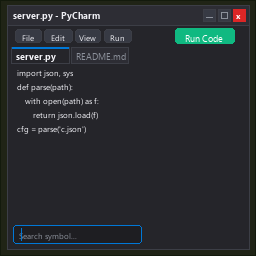 server.py - PyCharm
File Edit View Run Run Code
server.py README.md
import json, sys
def parse(path):
with open(path) as f:
return json.load(f)
cfg = parse('c.json')
Search symbol...